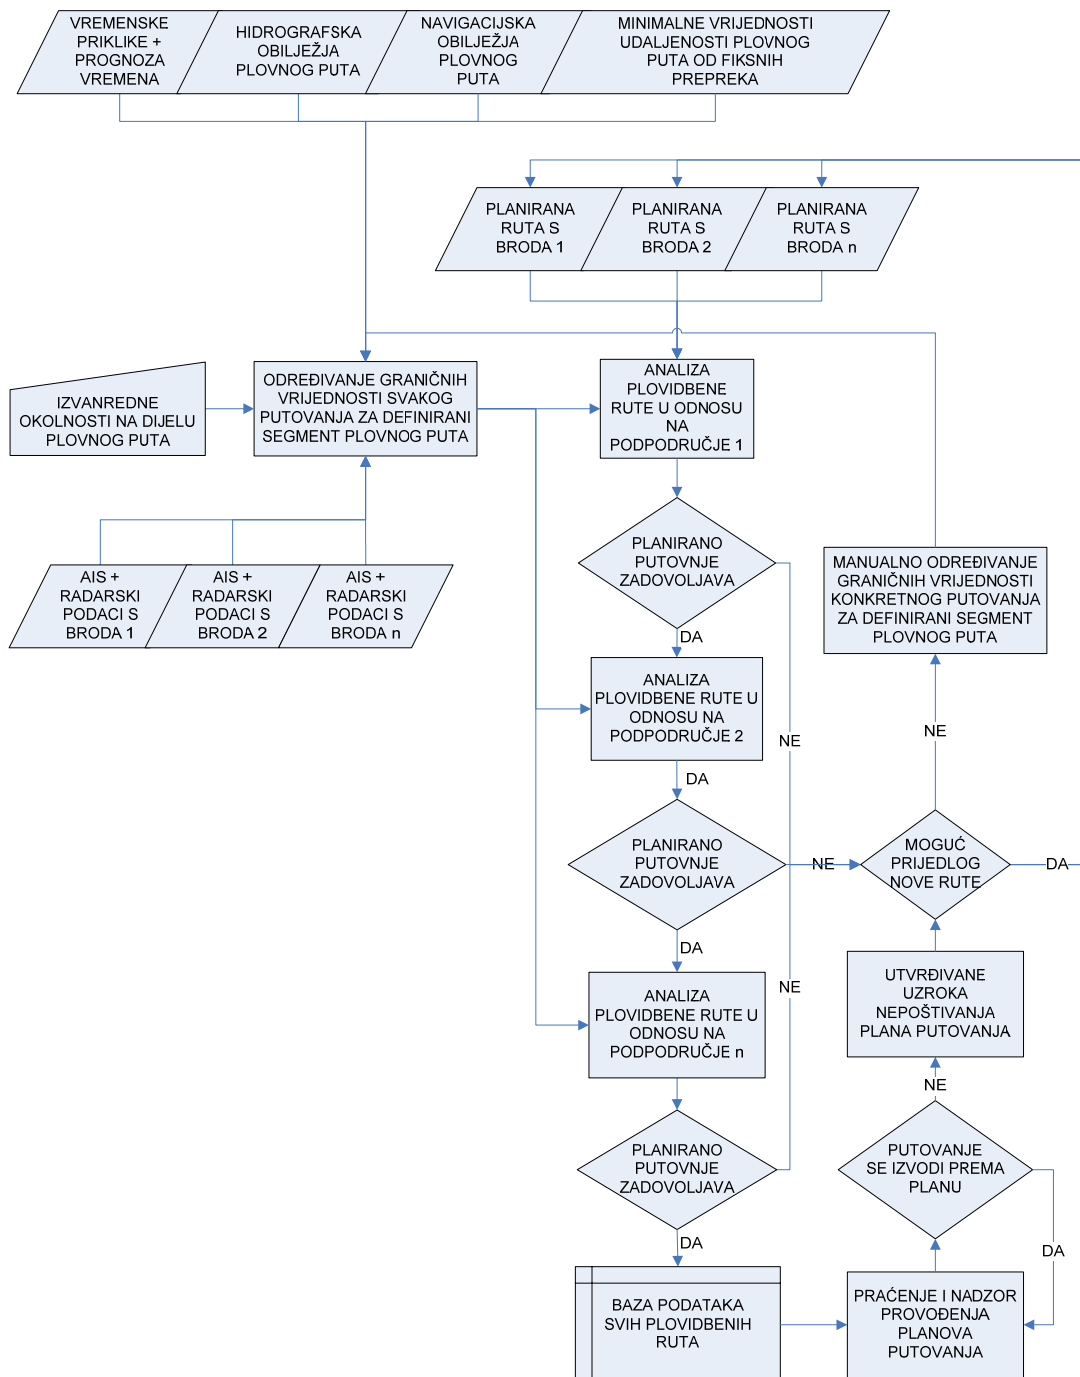 VREMENSKE
PRIKLIKE +
PROGNOZA
VREMENA
HIDROGRAFSKA
OBILJEŽJA
PLOVNOG PUTA
NAVIGACIJSKA
OBILJEŽJA
PLOVNOG
PUTA
MINIMALNE VRIJEDNOSTI
UDALJENOSTI PLOVNOG
PUTA OD FIKSNIH
PREPREKA
PLANIRANA
RUTA S
BRODA 1
PLANIRANA
RUTA S
BRODA 2
PLANIRANA
RUTA S
BRODA n
IZVANREDNE
OKOLNOSTI NA DIJELU
PLOVNOG PUTA
ODREĐIVANJE GRANIČNIH
VRIJEDNOSTI SVAKOG
PUTOVANJA ZA DEFINIRANI
SEGMENT PLOVNOG PUTA
ANALIZA
PLOVIDBENE
RUTE U ODNOSU
NA
PODPODRUČJE 1
AIS +
RADARSKI
PODACI S
BRODA 1
AIS +
RADARSKI
PODACI S
BRODA 2
AIS +
RADARSKI
PODACI S
BRODA n
PLANIRANO
PUTOVNJE
ZADOVOLJAVA
MANUALNO ODREĐIVANJE
GRANIČNIH VRIJEDNOSTI
KONKRETNOG PUTOVANJA
ZA DEFINIRANI SEGMENT
PLOVNOG PUTA
DA
ANALIZA
PLOVIDBENE RUTE U
ODNOSU NA
PODPODRUČJE 2
NE
NE
DA
PLANIRANO
PUTOVNJE
ZADOVOLJAVA
NE
MOGUĆ
PRIJEDLOG
NOVE RUTE
DA
DA
ANALIZA
PLOVIDBENE RUTE U
ODNOSU NA
PODPODRUČJE n
NE
UTVRĐIVANE
UZROKA
NEPOŠTIVANJA
PLANA PUTOVANJA
NE
PLANIRANO
PUTOVNJE
ZADOVOLJAVA
PUTOVANJE
SE IZVODI PREMA
PLANU
DA
DA
BAZA PODATAKA
SVIH PLOVIDBENIH
RUTA
PRAĆENJE I NADZOR
PROVOĐENJA
PLANOVA
PUTOVANJA